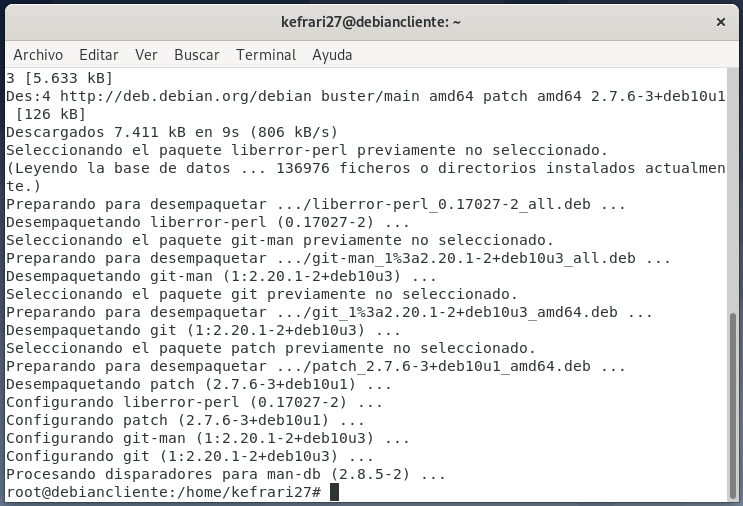 kefrari27@debiancliente: ~
×
Archivo Editar Ver Buscar Terminal Ayuda
3 [5.633 kB]
Des:4 http://deb.debian.org/debian buster/main amd64 patch amd64 2.7.6-3+deb10u1
[126 kB]
Descargados 7.411 kB en 9s (806 kB/s)
Seleccionando el paquete liberror-perl previamente no seleccionado.
(Leyendo la base de datos ... 136976 ficheros o directorios instalados actualmen
te.)
Preparando para desempaquetar .../liberror-perl_0.17027-2_all.deb ...
Desempaquetando liberror-perl (0.17027-2) ...
Seleccionando el paquete git-man previamente no seleccionado.
Preparando para desempaquetar .../git-man_1%3a2.20.1-2+deb10u3_all.deb ...
Desempaquetando git-man (1:2.20.1-2+deb10u3) ...
Seleccionando el paquete git previamente no seleccionado.
Preparando para desempaquetar .../git_1%3a2.20.1-2+deb10u3_amd64.deb ...
Desempaquetando git (1:2.20.1-2+deb10u3) ...
Seleccionando el paquete patch previamente no seleccionado.
Preparando para desempaquetar .../patch_2.7.6-3+deb10u1_amd64.deb ...
Desempaquetando patch (2.7.6-3+deb10u1) ...
Configurando liberror-perl (0.17027-2) ...
Configurando patch (2.7.6-3+deb10u1) ...
Configurando git-man (1:2.20.1-2+deb10u3) ...
Configurando git (1:2.20.1-2+deb10u3) ...
Procesando disparadores para man-db (2.8.5-2) ...
root@debiancliente:/home/kefrari27#